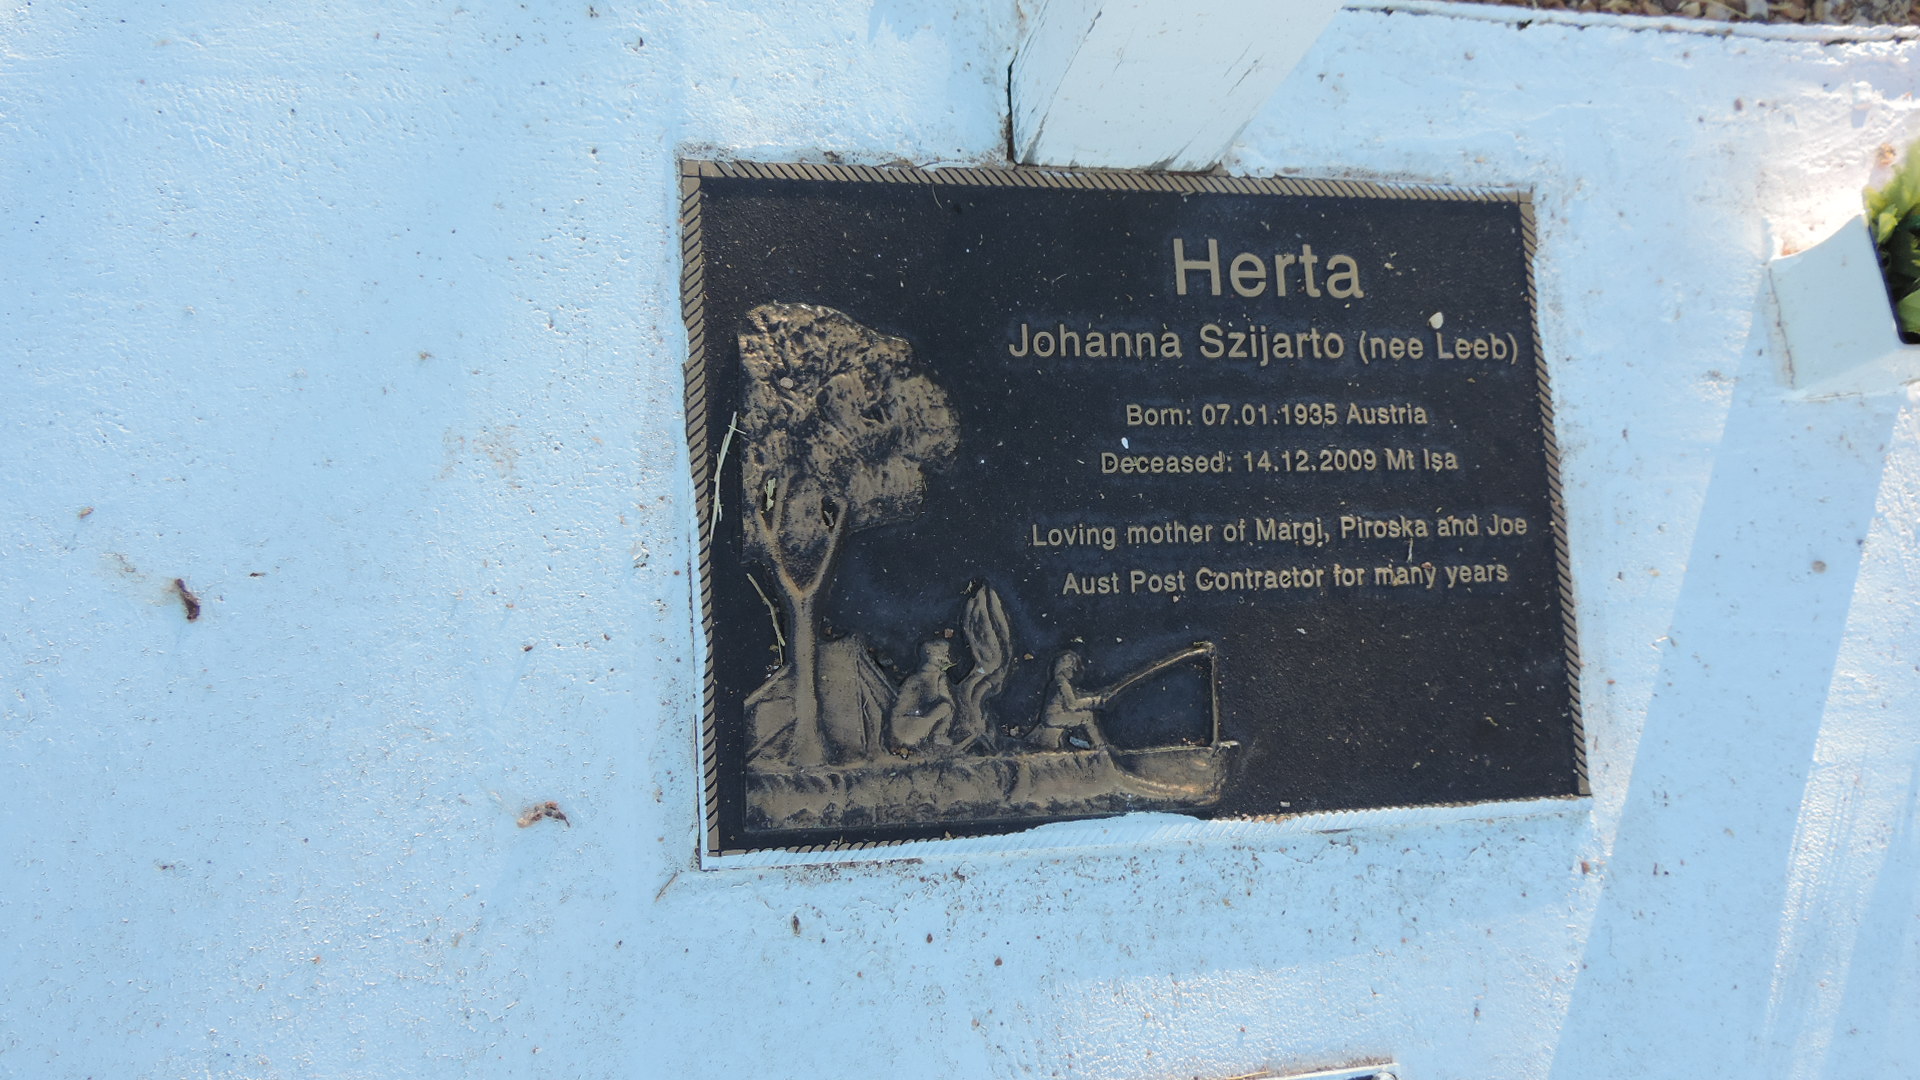 Herta
Johanna Szijarto (nee Leeb)
Born: 07.01.1935 Austria
Deceased: 14.12.2009 Mt Isa
Loving mother of Margi, Piroska and Joe
Aust Post Contractor for many years